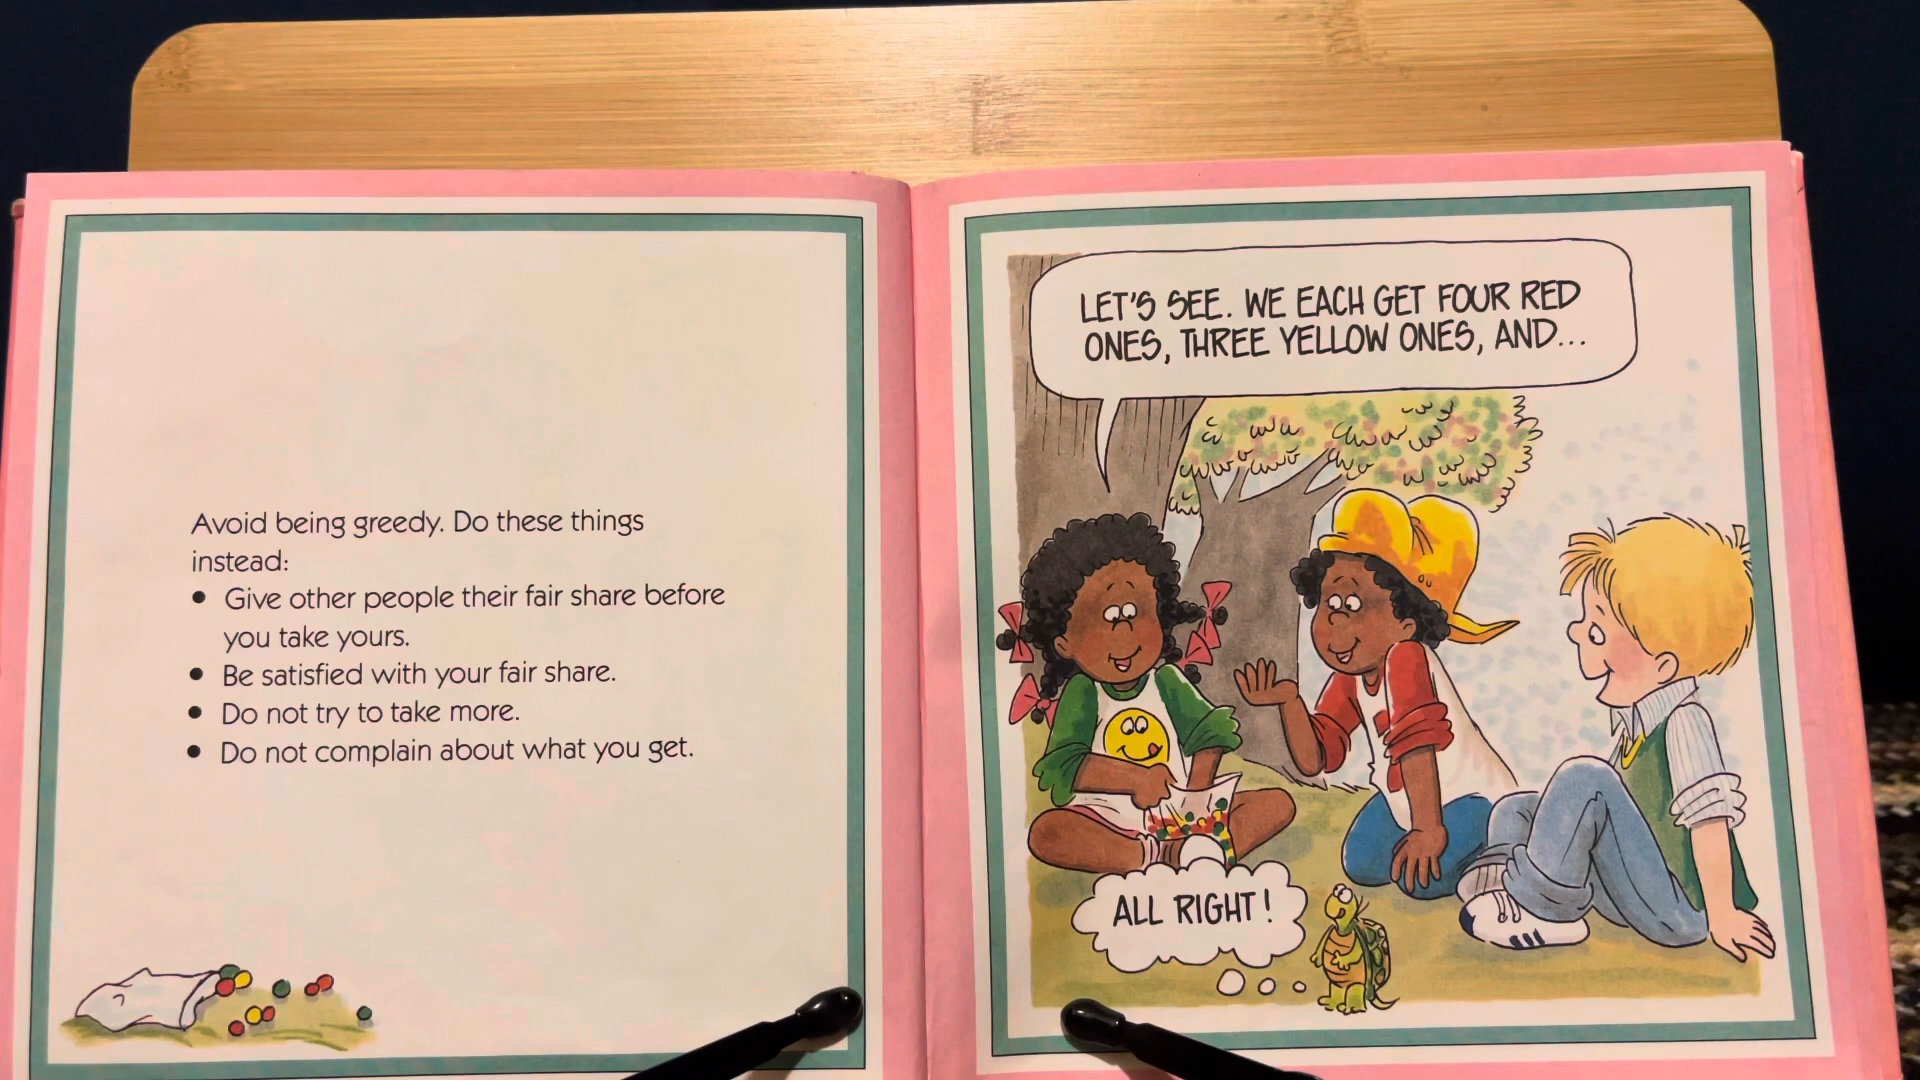 Avoid being greedy. Do these things
instead:
• Give other people their fair share before
you take yours.
• Be satisfied with your fair share.
• Do not try to take more.
• Do not complain about what you get.
LET'S SEE. WE EACH GET FOUR RED
ONES, THREE YELLOW ONES, AND...
ALL RIGHT!